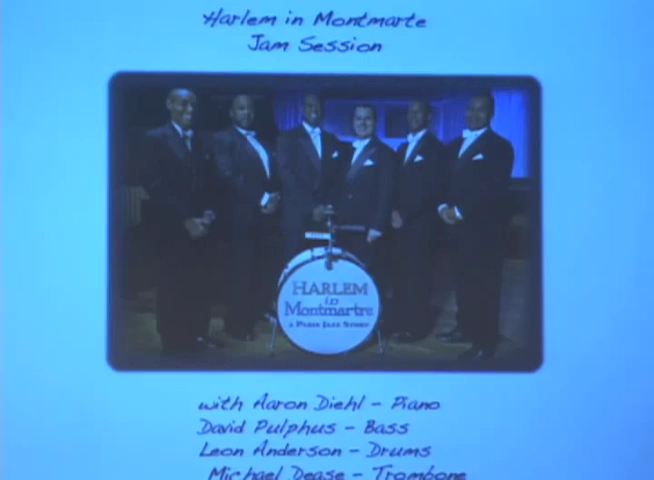 Harlem in Montmarte
Jam Session
HARLEM
in
Montmartre
A Paris Jazz Story
with Aaron Diehl - Piano
David Pulphus - Bass
Leon Anderson - Drums
Michael Dease - Trombone